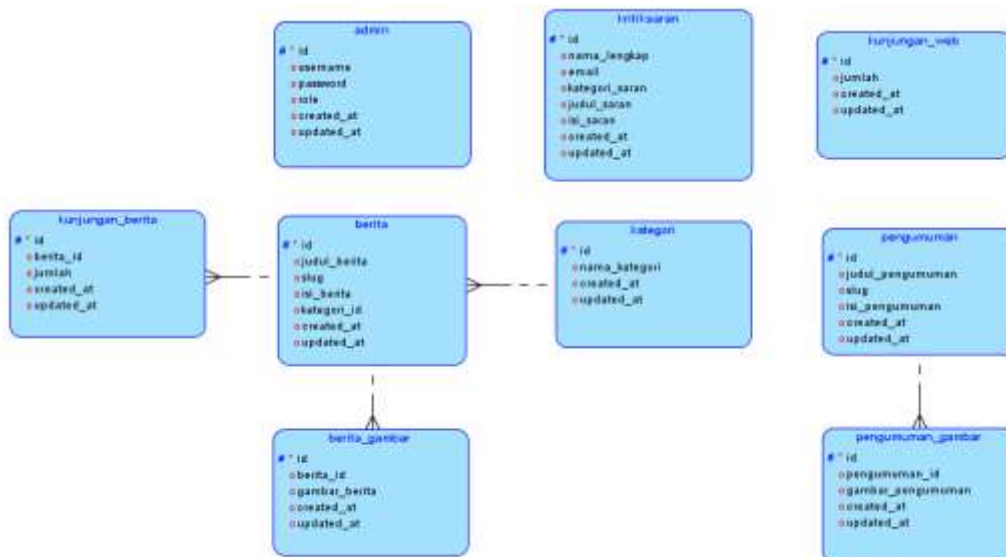 admin
# * id
o username
o password
o role
o created_at
o updated_at
kritiksaran
# * id
o nama_lengkap
o email
o kategori_saran
o judul_saran
o isi_saran
o created_at
o updated_at
kunjungan_web
# * id
o jumlah
o created_at
o updated_at
kunjungan_berita
# * id
o berita_id
o jumlah
o created_at
o updated_at
berita
# * id
o judul_berita
o slug
o isi_berita
o kategori_id
o created_at
o updated_at
kategori
# * id
o nama_kategori
o created_at
o updated_at
pengumuman
# * id
o judul_pengumuman
o slug
o isi_pengumuman
o created_at
o updated_at
berita_gambar
# * id
o berita_id
o gambar_berita
o created_at
o updated_at
pengumuman_gambar
# * id
o pengumuman_id
o gambar_pengumuman
o created_at
o updated_at